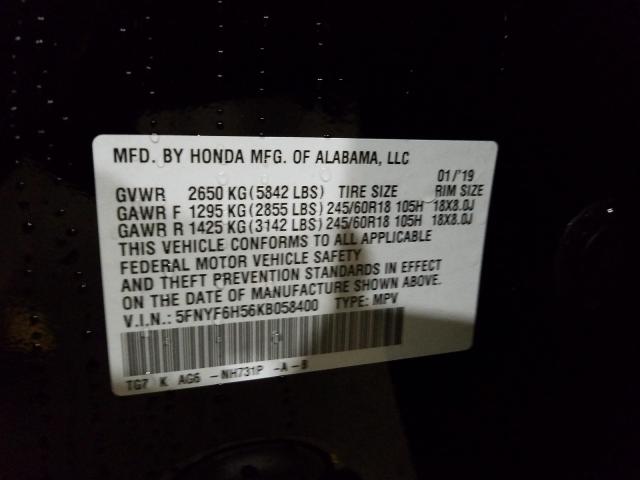 MFD. BY HONDA MFG. OF ALABAMA, LLC
01/'19
GVWR 2650 KG(5842 LBS) TIRE SIZE RIM SIZE
GAWR F 1295 KG(2855 LBS)245/60R18 105H 18X8.0J
GAWR R 1425 KG(3142 LBS)245/60R18 105H 18X8.0J
THIS VEHICLE CONFORMS TO ALL APPLICABLE
FEDERAL MOTOR VEHICLE SAFETY
AND THEFT PREVENTION STANDARDS IN EFFECT
ON THE DATE OF MANUFACTURE SHOWN ABOVE.
V.I.N.: 5FNYF6H56KB058400 TYPE: MPV
TG7 K AG6 -NH731P -A-B